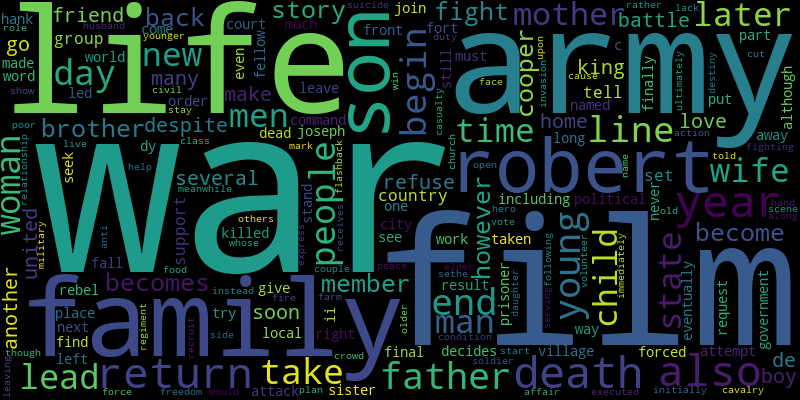 hank friend back story fight mother later
role husband group younger come court much suicide rather lack join battle
go made word life new son front fort duty army
show world fellow even must part
day many leave begin still c king cooper although
led order tell finally ultimately cut put destiny
civil stay make men command win casualty face upon cause invasion named
brother despite dead joseph time line home love away
poor class mark flashback church long action fighting
woman live seek dy people refuse robert wife
relationship help several country open set name told
war meanwhile stand including political never year hand
support others killed one city however taken old along scene
united whose express receives see work hero young child state become
military anti fall couple peace elder vote volunteer immediately
another food sethe prisoner following film
rebel becomes instead give fire farm member result daughter serving eventually request government
place regiment try soon ii older end man way
next family recruit side local right condition village
though find left crowd final decides start forced attempt de
leaving lead return take father soldier death also boy
force freedom would attack plan sister affair executed initially cavalry